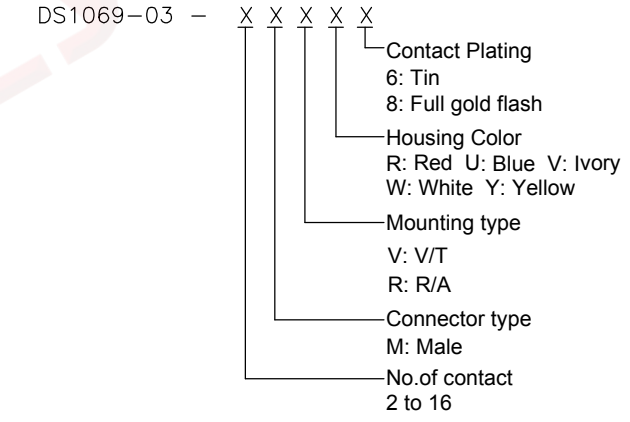 DS1069-03 - X X X X X
Contact Plating
6: Tin
8: Full gold flash
Housing Color
R: Red U: Blue V: Ivory
W: White Y: Yellow
Mounting type
V: V/T
R: R/A
Connector type
M: Male
No.of contact
2 to 16